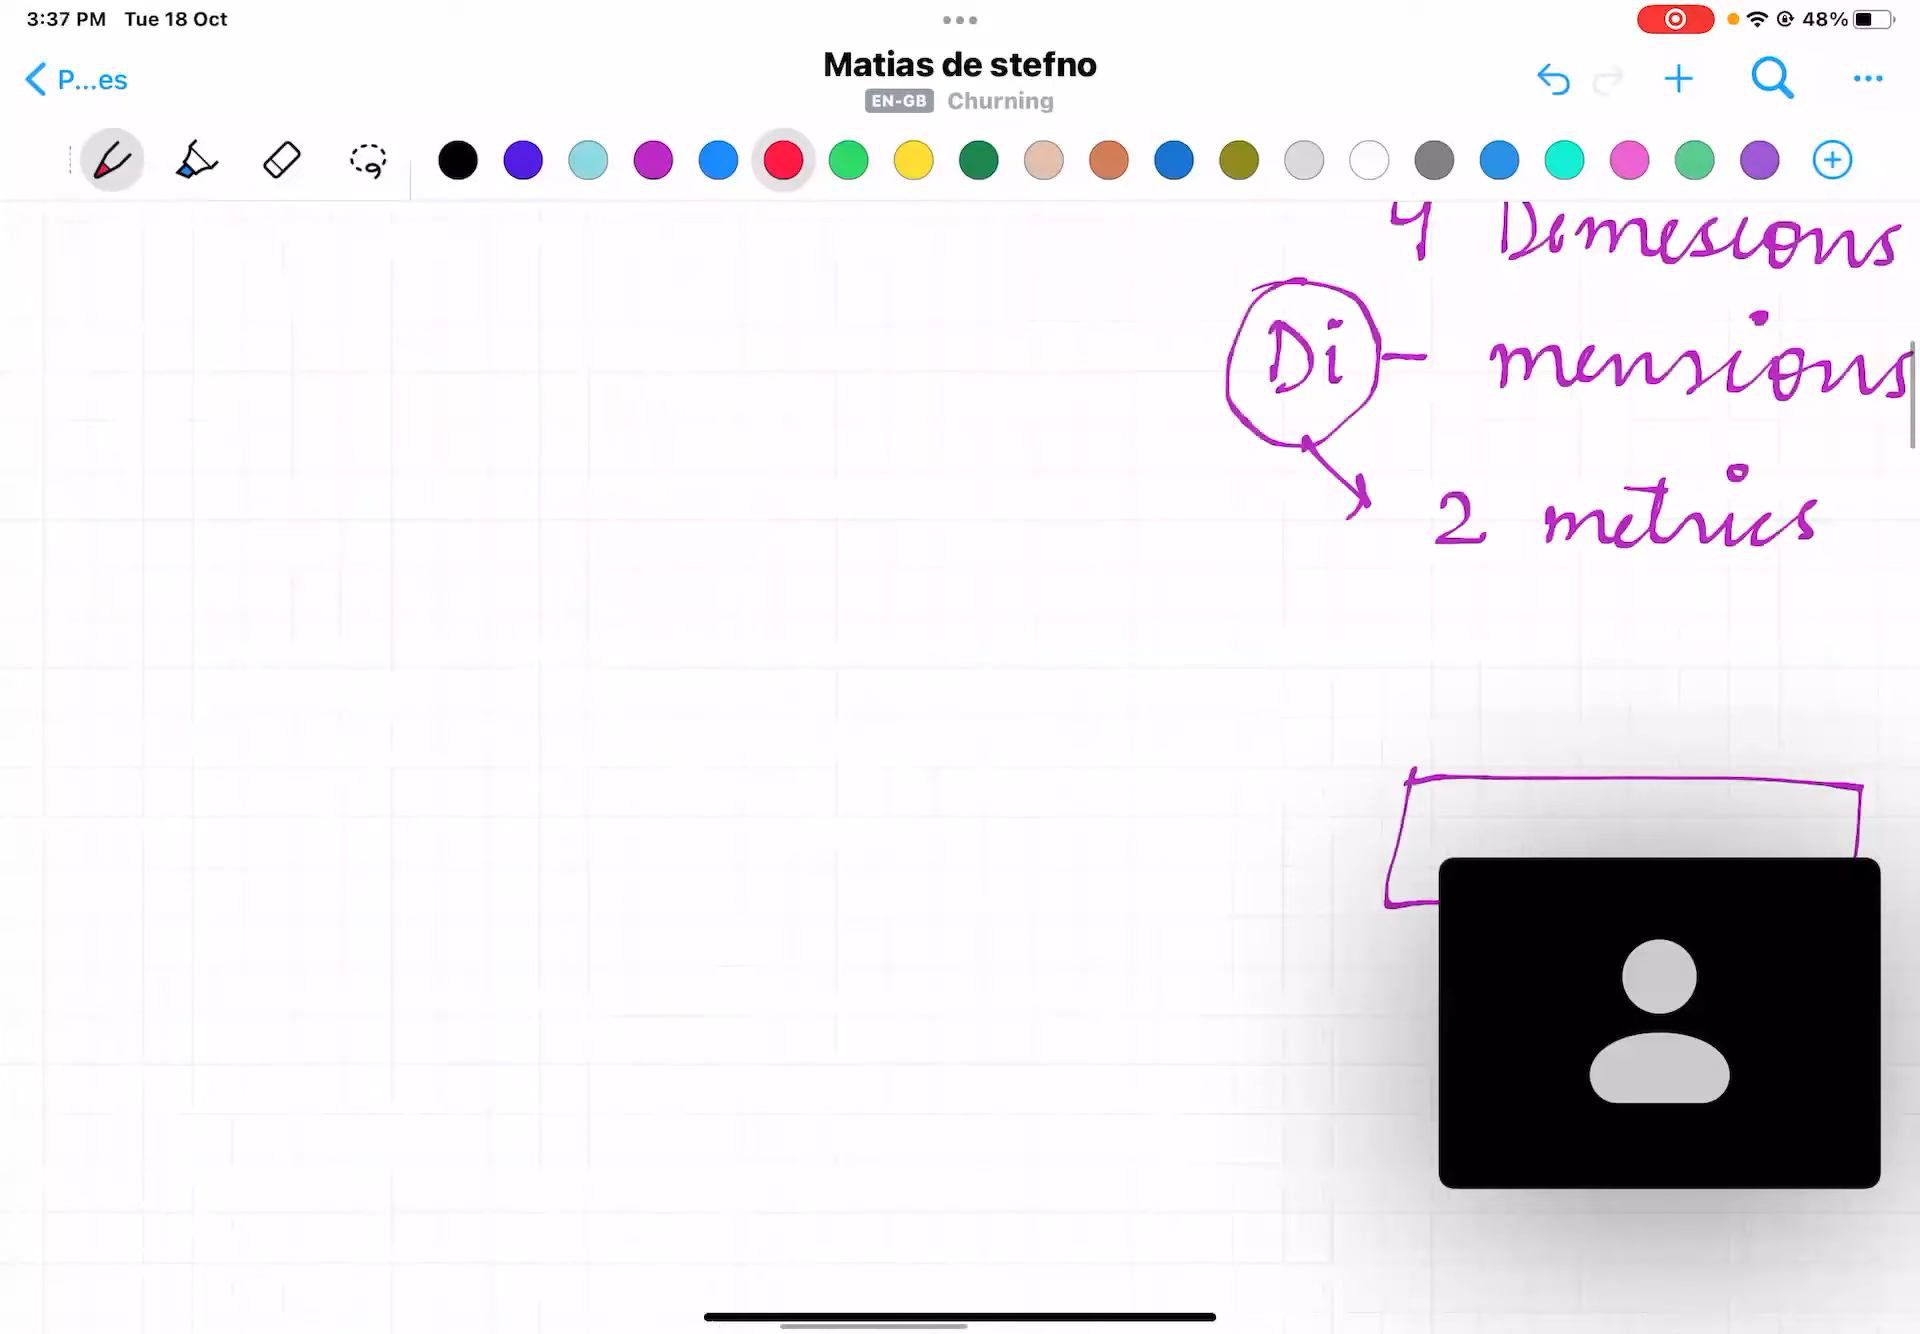 3:37 PM Tue 18 Oct 48%
P...es
Matias de stefno
EN-GB Churning
4 Demesions
Di - mensions
2 metrics